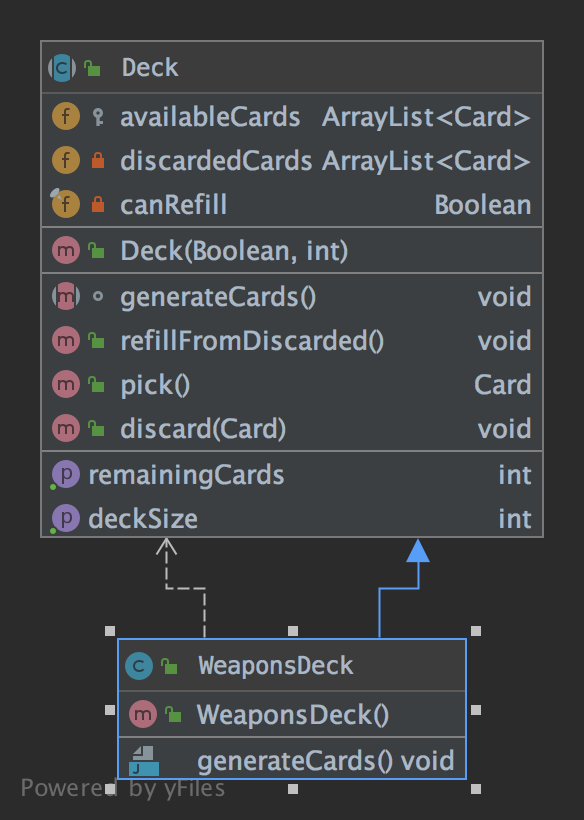 Deck
availableCards ArrayList<Card>
discardedCards ArrayList<Card>
canRefill Boolean
Deck(Boolean, int)
generateCards() void
refillFromDiscarded() void
pick() Card
discard(Card) void
remainingCards int
deckSize int
WeaponsDeck
WeaponsDeck()
generateCards() void
Powered by yFiles